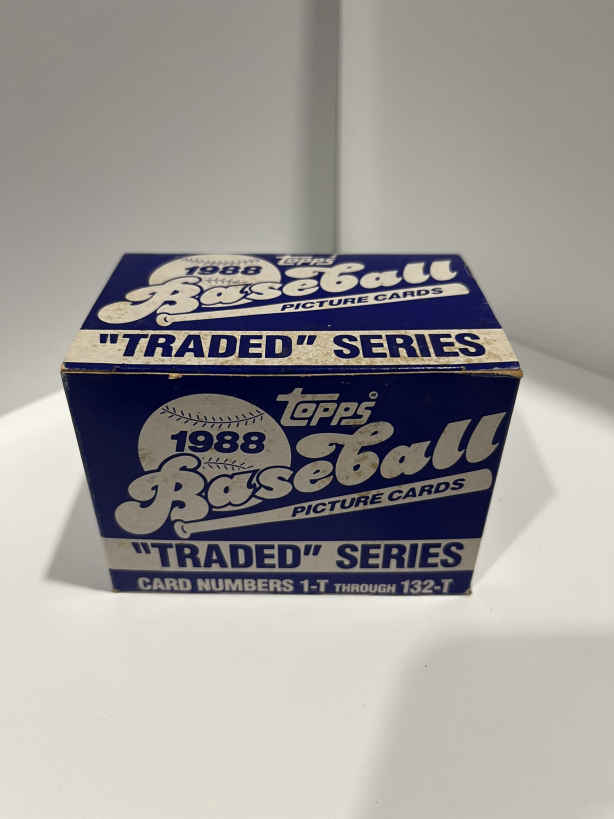 Topps
1988
Baseball
PICTURE CARDS
"TRADED" SERIES
Topps®
1988
Baseball
PICTURE CARDS
"TRADED" SERIES
CARD NUMBERS 1-T THROUGH 132-T